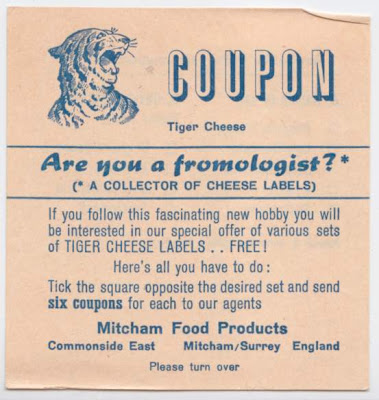 COUPON
Tiger Cheese
Are you a fromologist?*
(* A COLLECTOR OF CHEESE LABELS)
If you follow this fascinating new hobby you will
be interested in our special offer of various sets
of TIGER CHEESE LABELS . . FREE!
Here's all you have to do:
Tick the square opposite the desired set and send
six coupons for each to our agents
Mitcham Food Products
Commonside East Mitcham/Surrey England
Please turn over